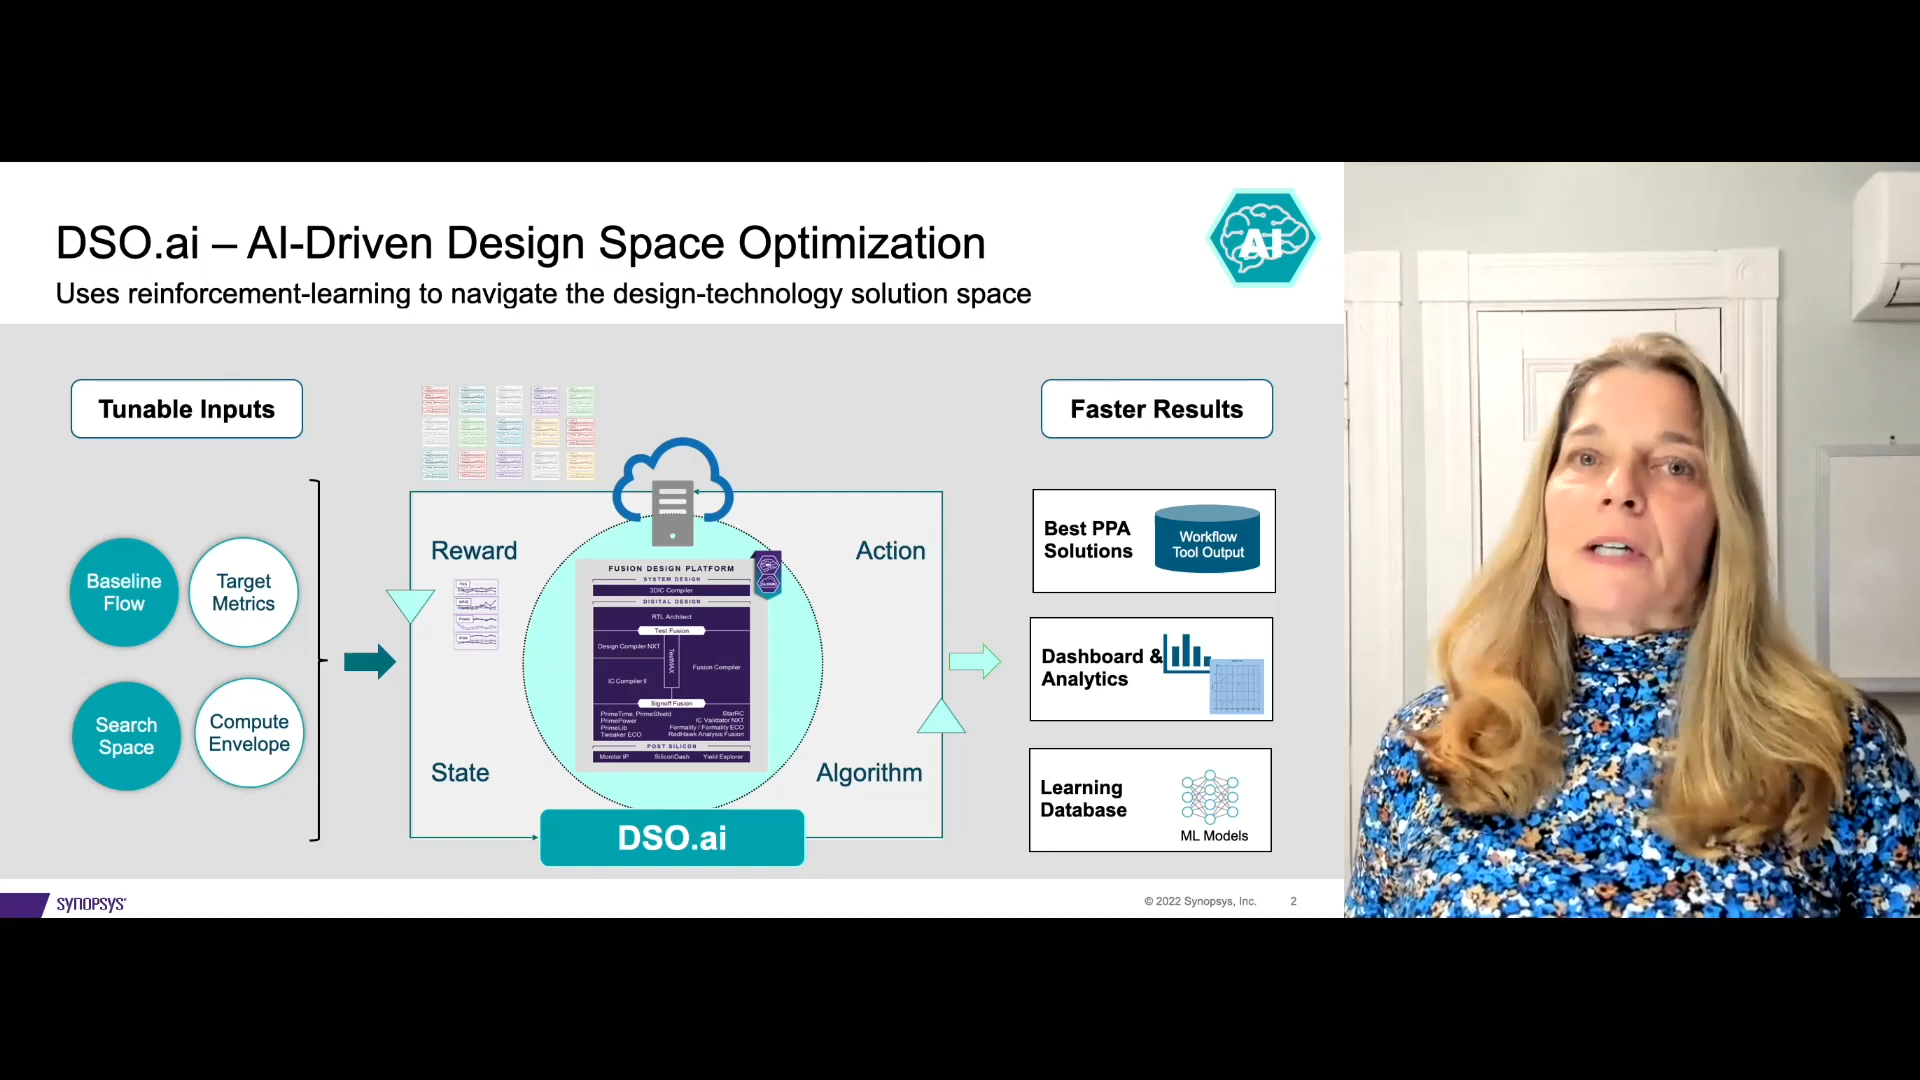 DSO.ai – AI-Driven Design Space Optimization
Uses reinforcement-learning to navigate the design-technology solution space
AI
Tunable Inputs
Baseline
Flow
Target
Metrics
Search
Space
Compute
Envelope
Reward
Action
State
Algorithm
TNS
Power
FUSION DESIGN PLATFORM
SYSTEM DESIGN
3DIC Compiler
DIGITAL DESIGN
RTL Architect
Test Fusion
Design Compiler NXT
TestMAX
Fusion Compiler
IC Compiler II
Signoff Fusion
PrimeTime, PrimeShield
StarRC
PrimePower
IC Validator NXT
PrimeLib
Formality / Formality ECO
Tweaker ECO
RedHawk Analysis Fusion
POST SILICON
Monitor IP
SiliconDash
Yield Explorer
DSO.ai
Faster Results
Best PPA
Solutions
Workflow
Tool Output
Dashboard &
Analytics
Learning
Database
ML Models
SYNOPSYS®
© 2022 Synopsys, Inc.
2